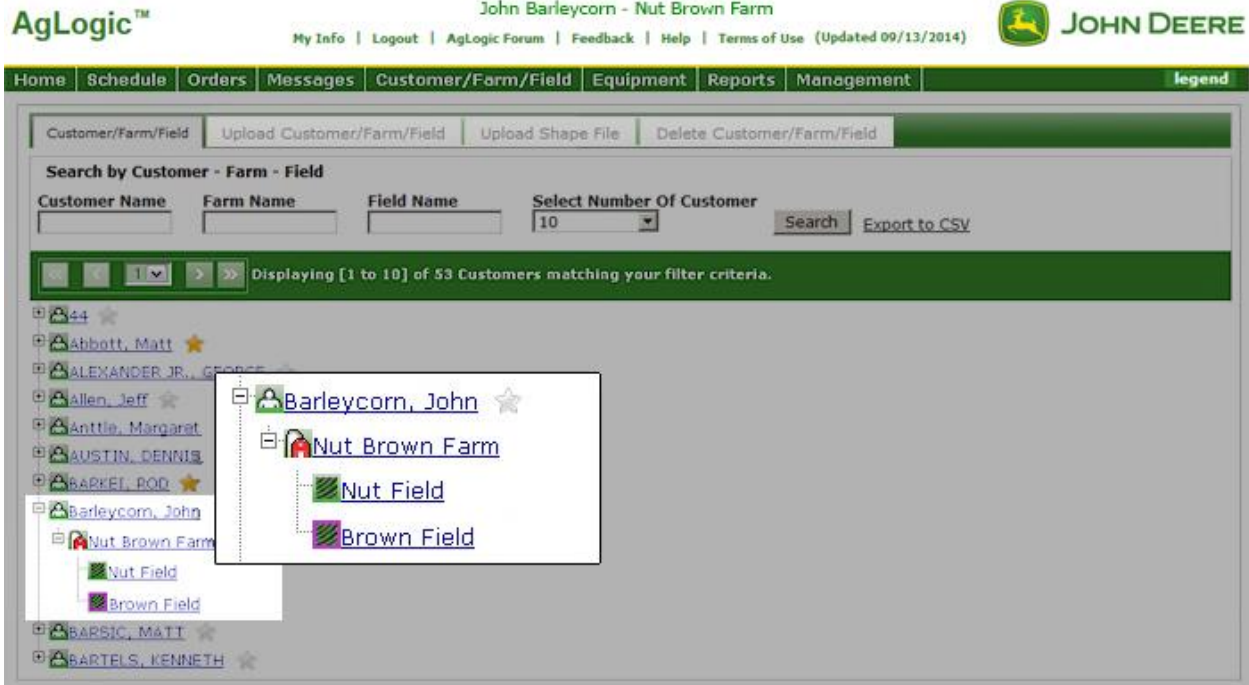 AgLogic™
John Barleycorn - Nut Brown Farm
My Info | Logout | AgLogic Forum | Feedback | Help | Terms of Use (Updated 09/13/2014)
JOHN DEERE
Home | Schedule | Orders | Messages | Customer/Farm/Field | Equipment | Reports | Management | legend
Customer/Farm/Field | Upload Customer/Farm/Field | Upload Shape File | Delete Customer/Farm/Field
Search by Customer - Farm - Field
Customer Name Farm Name Field Name Select Number Of Customer
10 Search Export to CSV
1 Displaying [1 to 10] of 53 Customers matching your filter criteria.
44
Abbott, Matt
ALEXANDER JR., GEORGE
Allen, Jeff
Anttle, Margaret
AUSTIN, DENNIS
BARKEI, ROD
Barleycorn, John
Nut Brown Farm
Nut Field
Brown Field
BARSIC, MATT
BARTELS, KENNETH
Barleycorn, John
Nut Brown Farm
Nut Field
Brown Field